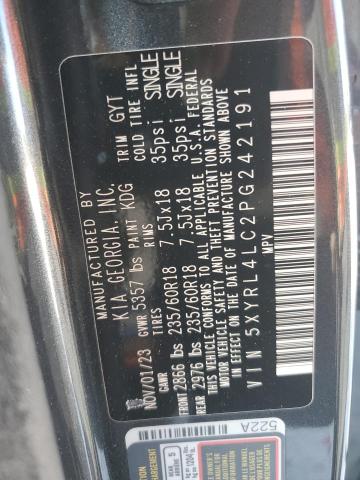 MANUFACTURED BY
KIA GEORGIA, INC.
NOV/01/23 GVWR 5357 lbs PAINT KDG TRIM GYT
GAWR TIRES RIMS COLD TIRE INFL
FRONT 2866 lbs 235/60R18 7.5Jx18 35psi SINGLE
REAR 2976 lbs 235/60R18 7.5Jx18 35psi SINGLE
THIS VEHICLE CONFORMS TO ALL APPLICABLE U.S.A. FEDERAL
MOTOR VEHICLE SAFETY AND THEFT PREVENTION STANDARDS
IN EFFECT ON THE DATE OF MANUFACTURE SHOWN ABOVE.
VIN 5XYRL4LC2PG242191
MPV
522A
REAR
ARRIERE 5